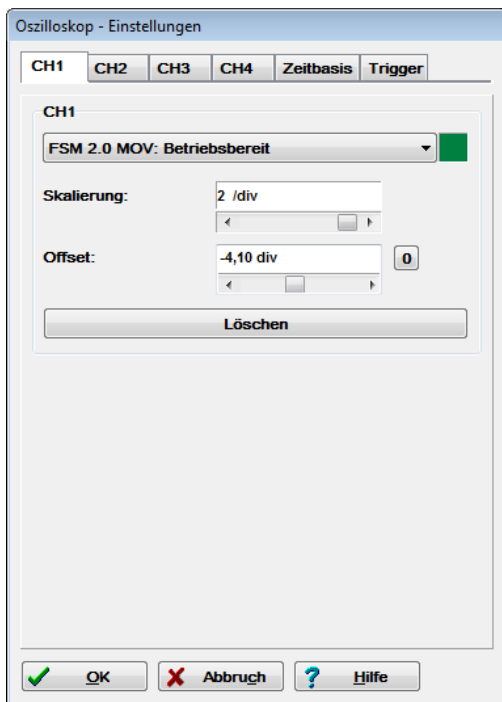 Oszilloskop - Einstellungen
CH1 CH2 CH3 CH4 Zeitbasis Trigger
CH1
FSM 2.0 MOV: Betriebsbereit
Skalierung: 2 /div
Offset: -4,10 div 0
Löschen
OK Abbruch Hilfe